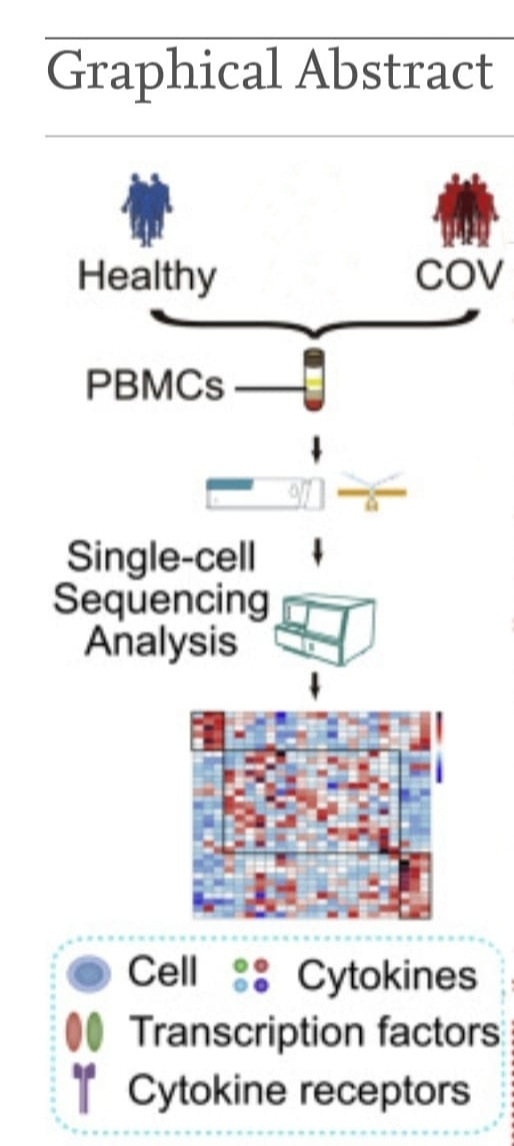 Graphical Abstract
Healthy
COV
PBMCs
Single-cell
Sequencing
Analysis
Cell
Cytokines
Transcription factors
Cytokine receptors